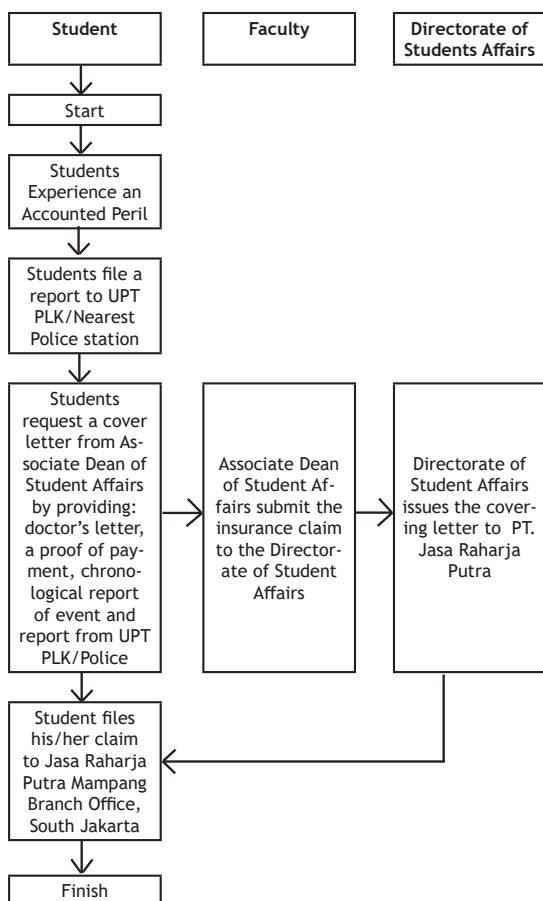 Student
Faculty
Directorate of
Students Affairs
Start
Students
Experience an
Accounted Peril
Students file a
report to UPT
PLK/Nearest
Police station
Students
request a cover
letter from As-
sociate Dean of
Student Affairs
by providing:
doctor’s letter,
a proof of pay-
ment, chrono-
logical report
of event and
report from UPT
PLK/Police
Associate Dean
of Student Af-
fairs submit the
insurance claim
to the Director-
ate of Student
Affairs
Directorate of
Student Affairs
issues the cover-
ing letter to PT.
Jasa Raharja
Putra
Student files
his/her claim
to Jasa Raharja
Putra Mampang
Branch Office,
South Jakarta
Finish